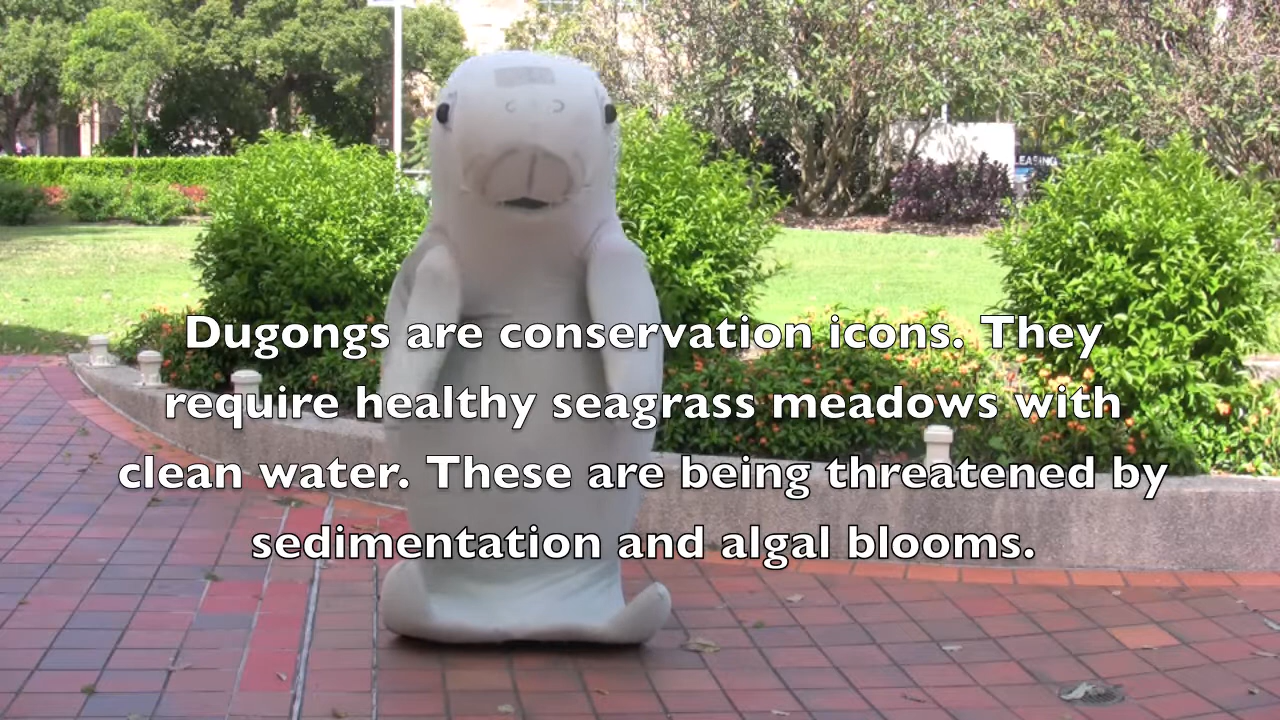 LEASING
Dugongs are conservation icons. They
require healthy seagrass meadows with
clean water. These are being threatened by
sedimentation and algal blooms.